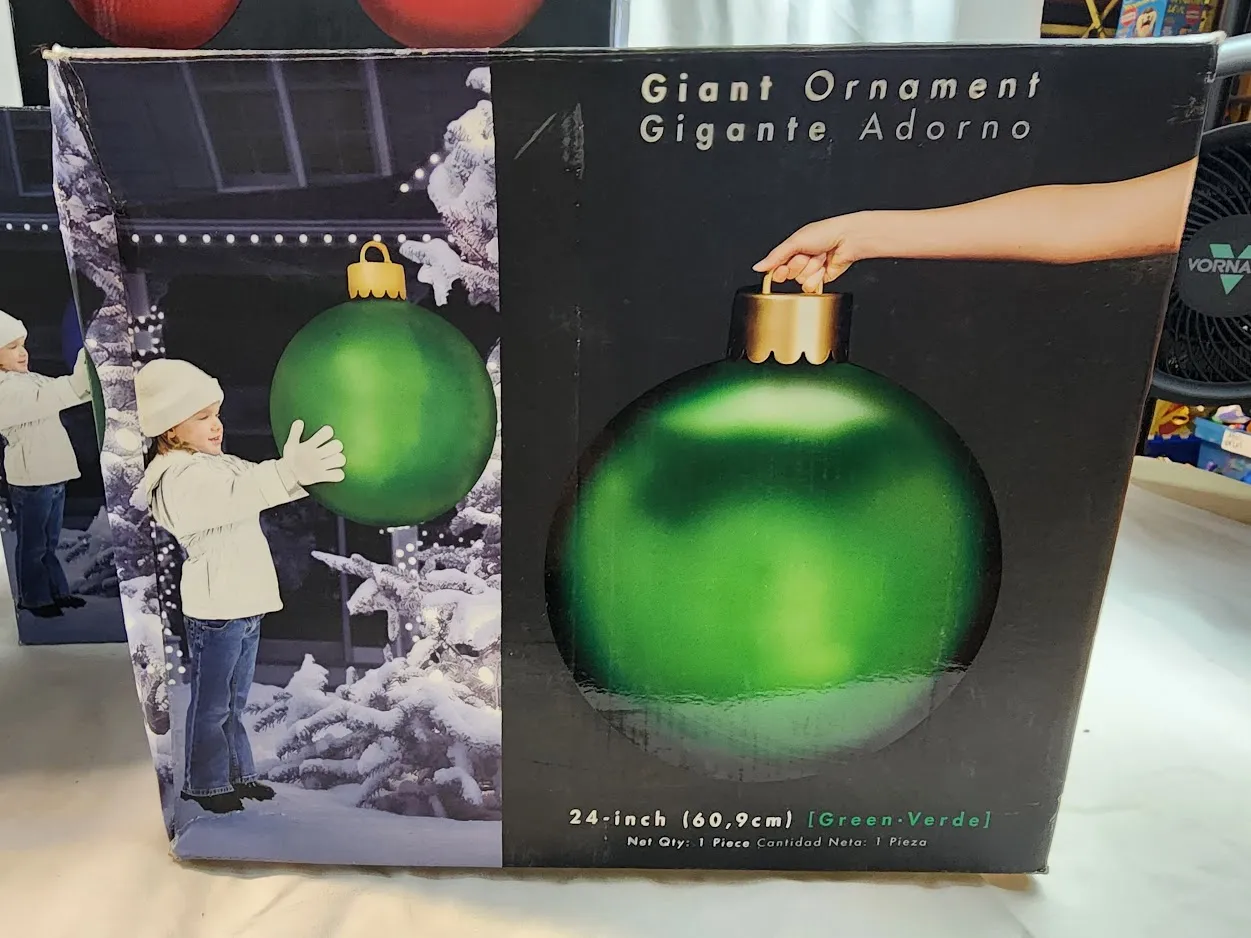 Giant Ornament
Gigante Adorno
VORNA
24-inch (60,9cm) [Green·Verde]
Net Qty: 1 Piece Cantidad Neta: 1 Pieza